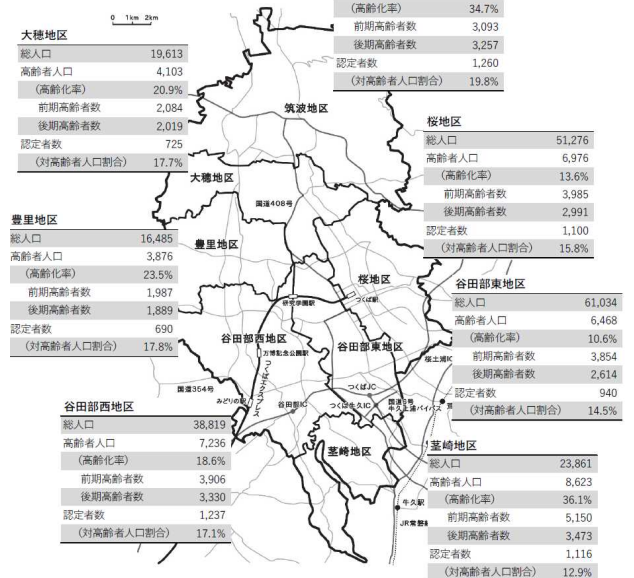 0 1km 2km
(高齢化率) 34.7%
前期高齢者数 3,093
後期高齢者数 3,257
認定者数 1,260
(対高齢者人口割合) 19.8%
大穂地区
総人口 19,613
高齢者人口 4,103
(高齢化率) 20.9%
前期高齢者数 2,084
後期高齢者数 2,019
認定者数 725
(対高齢者人口割合) 17.7%
筑波地区
桜地区
総人口 51,276
高齢者人口 6,976
(高齢化率) 13.6%
前期高齢者数 3,985
後期高齢者数 2,991
認定者数 1,100
(対高齢者人口割合) 15.8%
大穂地区
国道408号
豊里地区
総人口 16,485
高齢者人口 3,876
(高齢化率) 23.5%
前期高齢者数 1,987
後期高齢者数 1,889
認定者数 690
(対高齢者人口割合) 17.8%
豊里地区
桜地区
研究学園駅
つくば駅
谷田部東地区
総人口 61,034
高齢者人口 6,468
(高齢化率) 10.6%
前期高齢者数 3,854
後期高齢者数 2,614
認定者数 940
(対高齢者人口割合) 14.5%
谷田部西地区
谷田部東地区
万博記念公園駅
桜土浦IC
つくばエクスプレス
国道354号
みどりの駅
谷田部IC
つくばJC
つくば牛久IC
国道6号
牛久土浦バイパス
谷田部西地区
総人口 38,819
高齢者人口 7,236
(高齢化率) 18.6%
前期高齢者数 3,906
後期高齢者数 3,330
認定者数 1,237
(対高齢者人口割合) 17.1%
茎崎地区
茎崎地区
総人口 23,861
高齢者人口 8,623
(高齢化率) 36.1%
前期高齢者数 5,150
後期高齢者数 3,473
認定者数 1,116
(対高齢者人口割合) 12.9%
牛久駅
JR常磐線